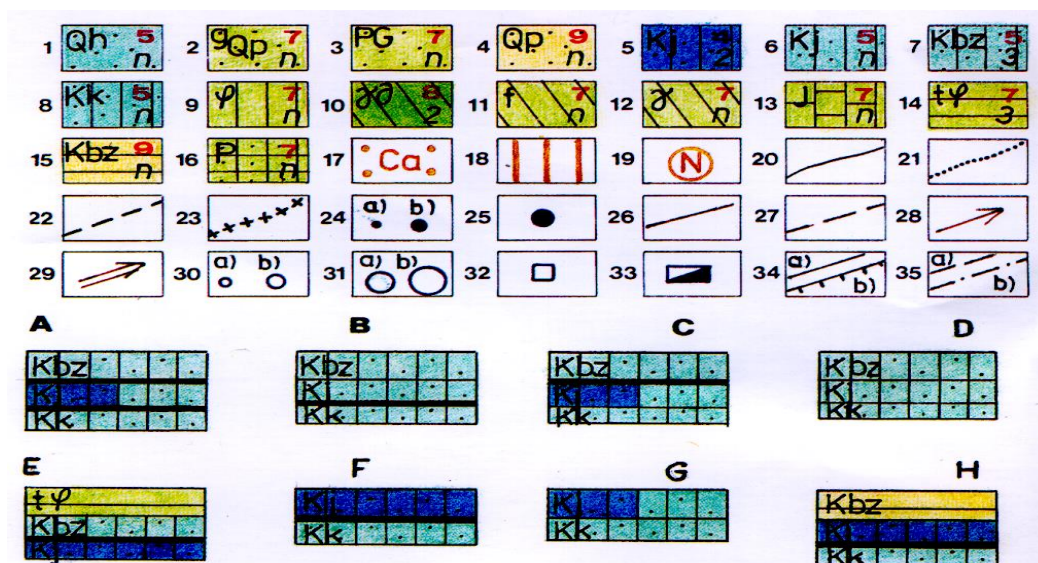 1 Qh 5 n 2 gQp 7 n 3 PG 7 n 4 Qp 9 n 5 Kj 2 6 Kj 5 n 7 Kbz 5 3
8 Kk 5 n 9 φ 7 n 10 γδ 8 2 11 f 7 n 12 γ 7 n 13 J 7 n 14 tφ 7 3
15 Kbz 9 n 16 P 7 n 17 Ca 18 19 N 20 21
22 23 24 a) b) 25 26 27 28
29 30 a) b) 31 a) b) 32 33 34 a) b) 35 a) b)
A B C D
Kbz Kbz Kbz Kbz
Kj Kj Kj Kj
Kk Kk Kk Kk
E F G H
tφ Kj Kj Kbz
Kbz Kk Kk Kj
Kj Kk